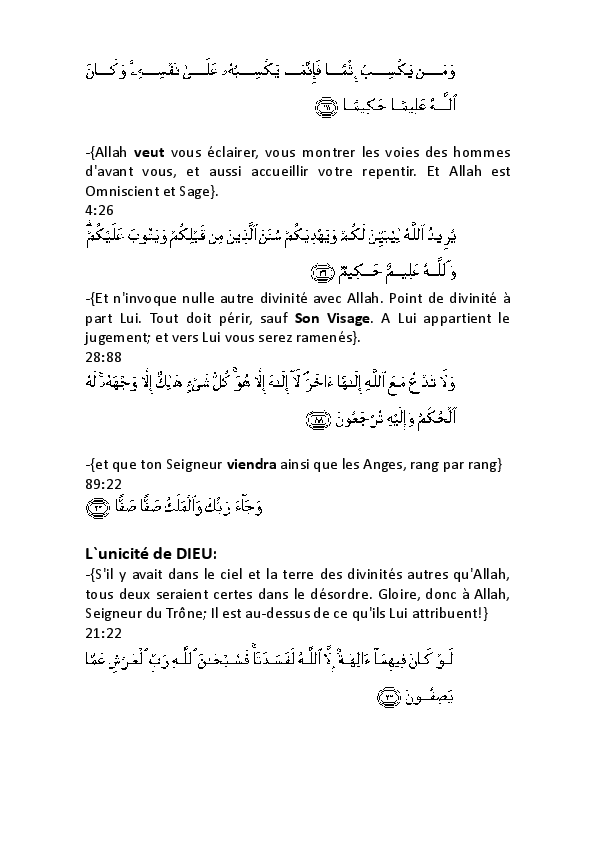 وَمَن يَكْسِبْ إِثْمًا فَإِنَّمَا يَكْسِبُهُۥ عَلَىٰ نَفْسِهِۦ ۚ وَكَانَ
ٱللَّهُ عَلِيمًا حَكِيمًا
-{Allah veut vous éclairer, vous montrer les voies des hommes
d'avant vous, et aussi accueillir votre repentir. Et Allah est
Omniscient et Sage}.
4:26
يُرِيدُ ٱللَّهُ لِيُبَيِّنَ لَكُمْ وَيَهْدِيَكُمْ سُنَنَ ٱلَّذِينَ مِن قَبْلِكُمْ وَيَتُوبَ عَلَيْكُمْ ۗ
وَٱللَّهُ عَلِيمٌ حَكِيمٌ ﴿٢٦﴾
-{Et n'invoque nulle autre divinité avec Allah. Point de divinité à
part Lui. Tout doit périr, sauf Son Visage. A Lui appartient le
jugement; et vers Lui vous serez ramenés}.
28:88
وَلَا تَدْعُ مَعَ ٱللَّهِ إِلَٰهًا ءَاخَرَ ۘ لَآ إِلَٰهَ إِلَّا هُوَ ۚ كُلُّ شَىْءٍ هَالِكٌ إِلَّا وَجْهَهُۥ ۚ لَهُ
ٱلْحُكْمُ وَإِلَيْهِ تُرْجَعُونَ ﴿٨٨﴾
-{et que ton Seigneur viendra ainsi que les Anges, rang par rang}
89:22
وَجَآءَ رَبُّكَ وَٱلْمَلَكُ صَفًّا صَفًّا ﴿٢٢﴾
L`unicité de DIEU:
-{S'il y avait dans le ciel et la terre des divinités autres qu'Allah,
tous deux seraient certes dans le désordre. Gloire, donc à Allah,
Seigneur du Trône; Il est au-dessus de ce qu'ils Lui attribuent!}
21:22
لَوْ كَانَ فِيهِمَآ ءَالِهَةٌ إِلَّا ٱللَّهُ لَفَسَدَتَا ۚ فَسُبْحَٰنَ ٱللَّهِ رَبِّ ٱلْعَرْشِ عَمَّا
يَصِفُونَ ﴿٢٢﴾